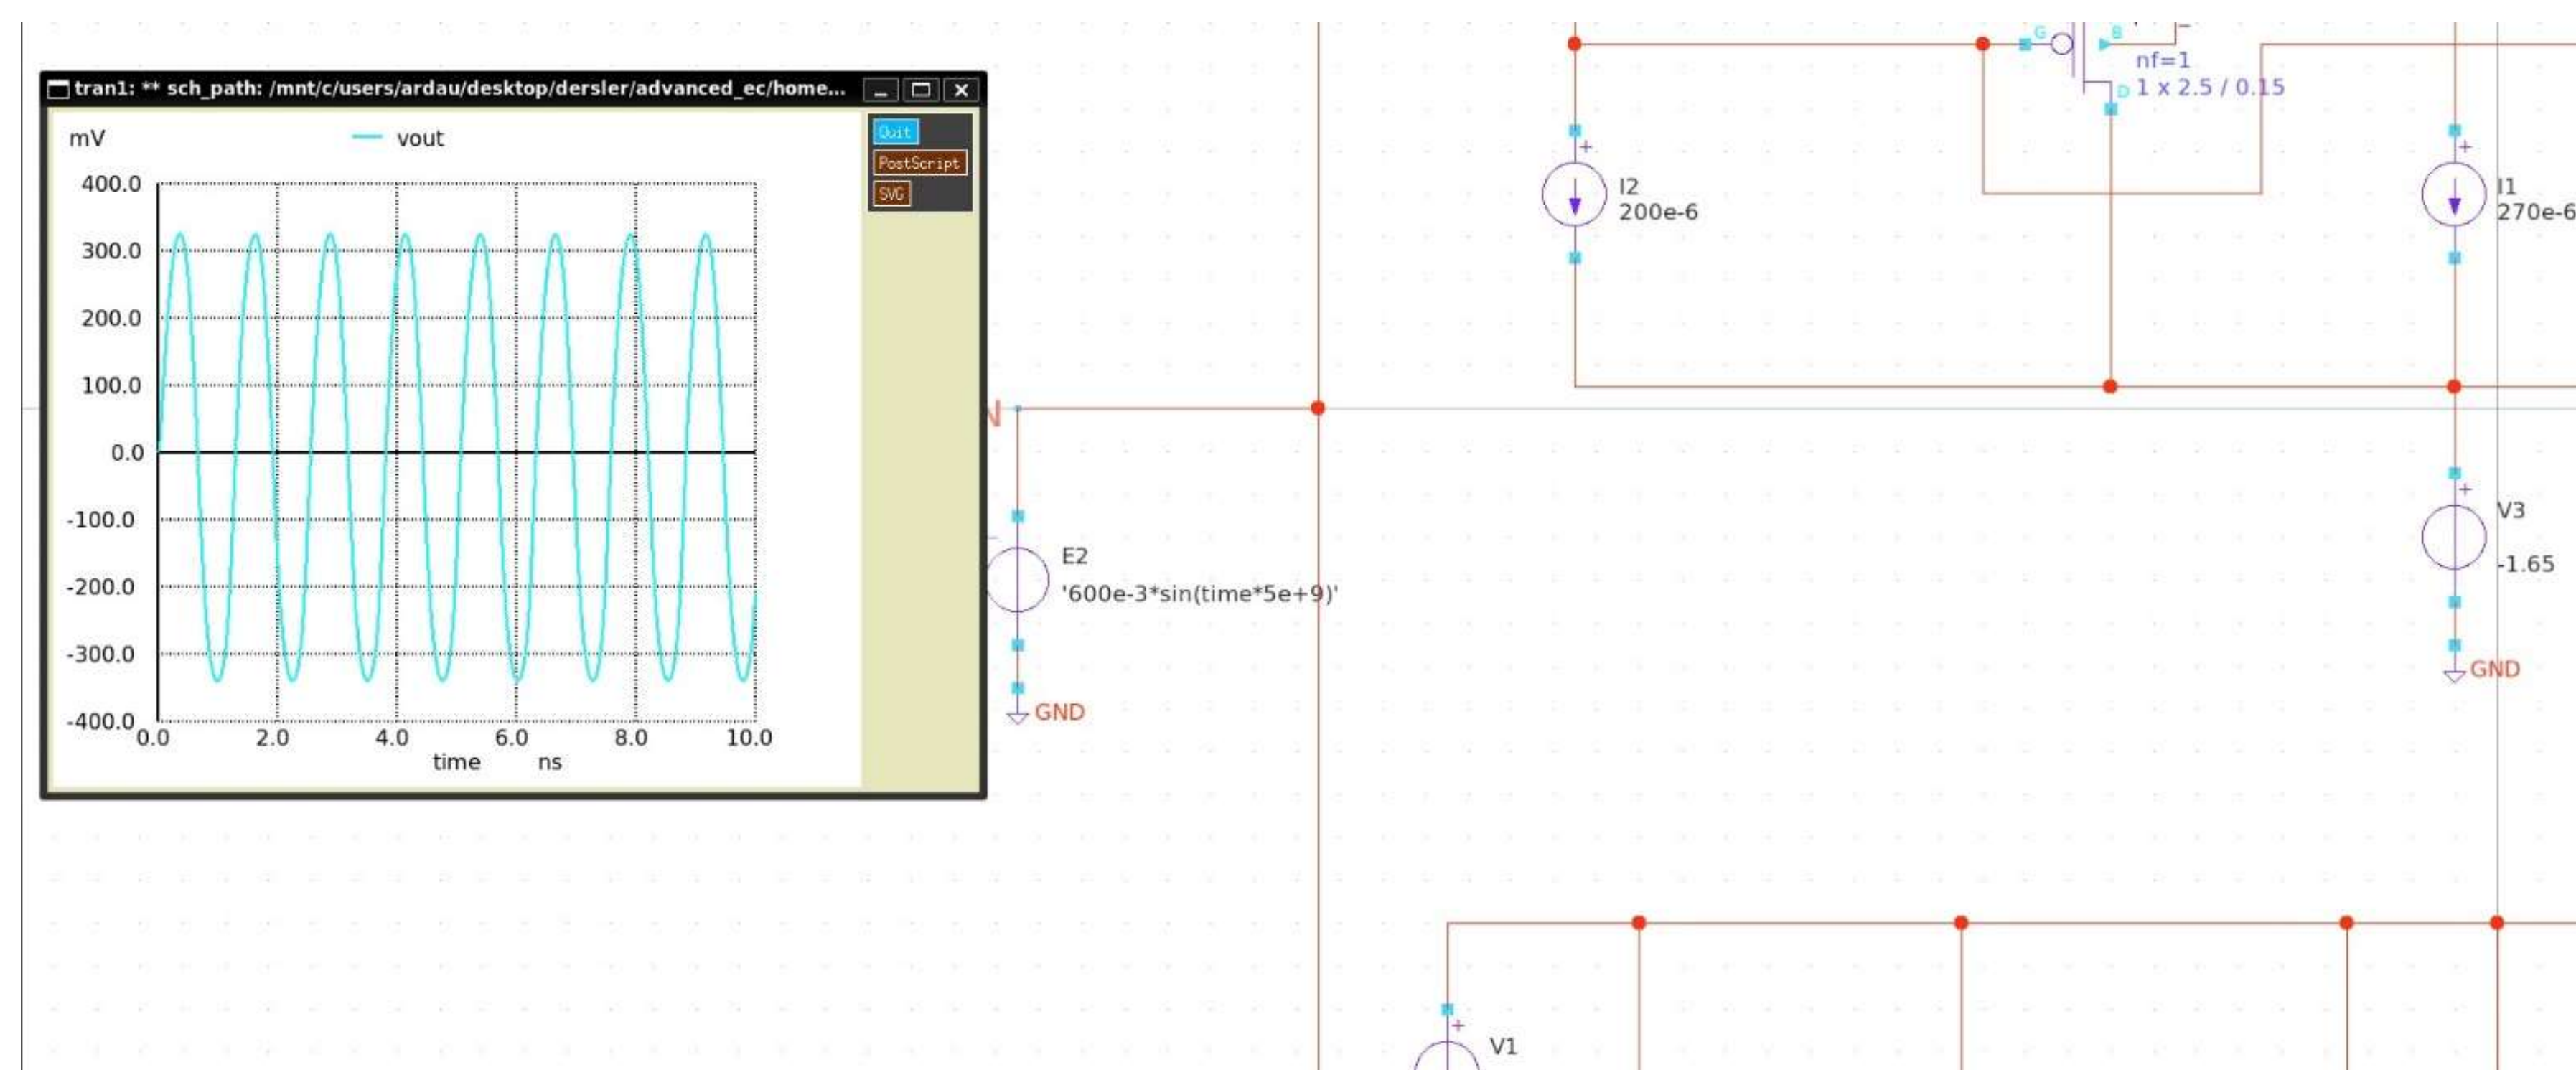 tran1: ** sch_path: /mnt/c/users/ardau/desktop/dersler/advanced_ec/home...
mV
vout
Quit
PostScript
SVG
400.0
300.0
200.0
100.0
0.0
-100.0
-200.0
-300.0
-400.0
0.0 2.0 4.0 6.0 8.0 10.0
time ns
N
E2
'600e-3*sin(time*5e+9)'
GND
G
B
nf=1
D
1 x 2.5 / 0.15
+
I2
200e-6
+
I1
270e-6
+
V3
-1.65
GND
+
V1